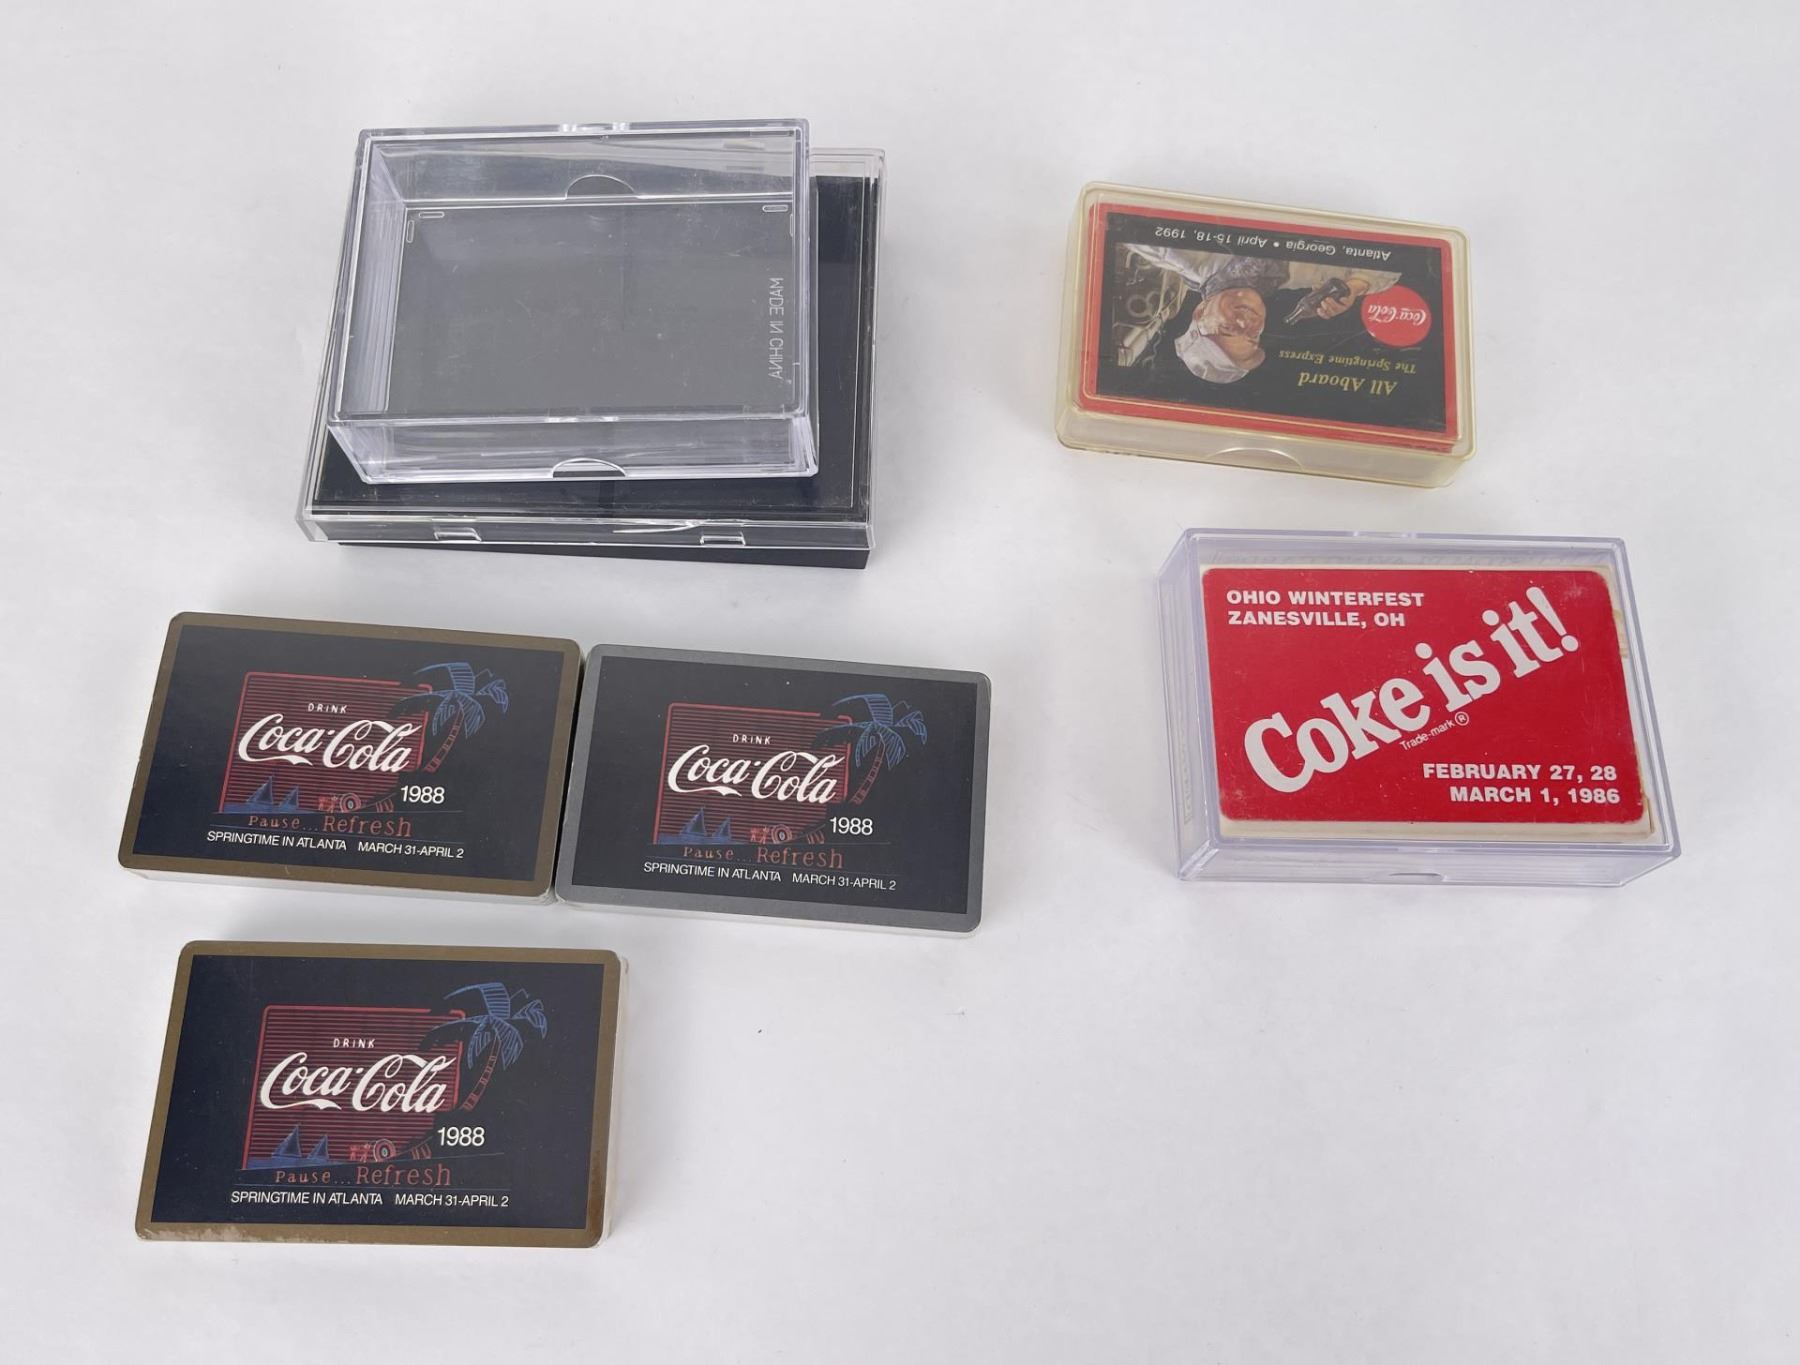 MADE IN CHINA
Atlanta, Georgia • April 15-18, 1992
Coca-Cola
The Springtime Express
All Aboard
OHIO WINTERFEST
ZANESVILLE, OH
Coke is it!
Trade-mark ®
FEBRUARY 27, 28
MARCH 1, 1986
DRINK
Coca-Cola
1988
Pause... Refresh
SPRINGTIME IN ATLANTA MARCH 31-APRIL 2
DRINK
Coca-Cola
1988
Pause... Refresh
SPRINGTIME IN ATLANTA MARCH 31-APRIL 2
DRINK
Coca-Cola
1988
Pause... Refresh
SPRINGTIME IN ATLANTA MARCH 31-APRIL 2